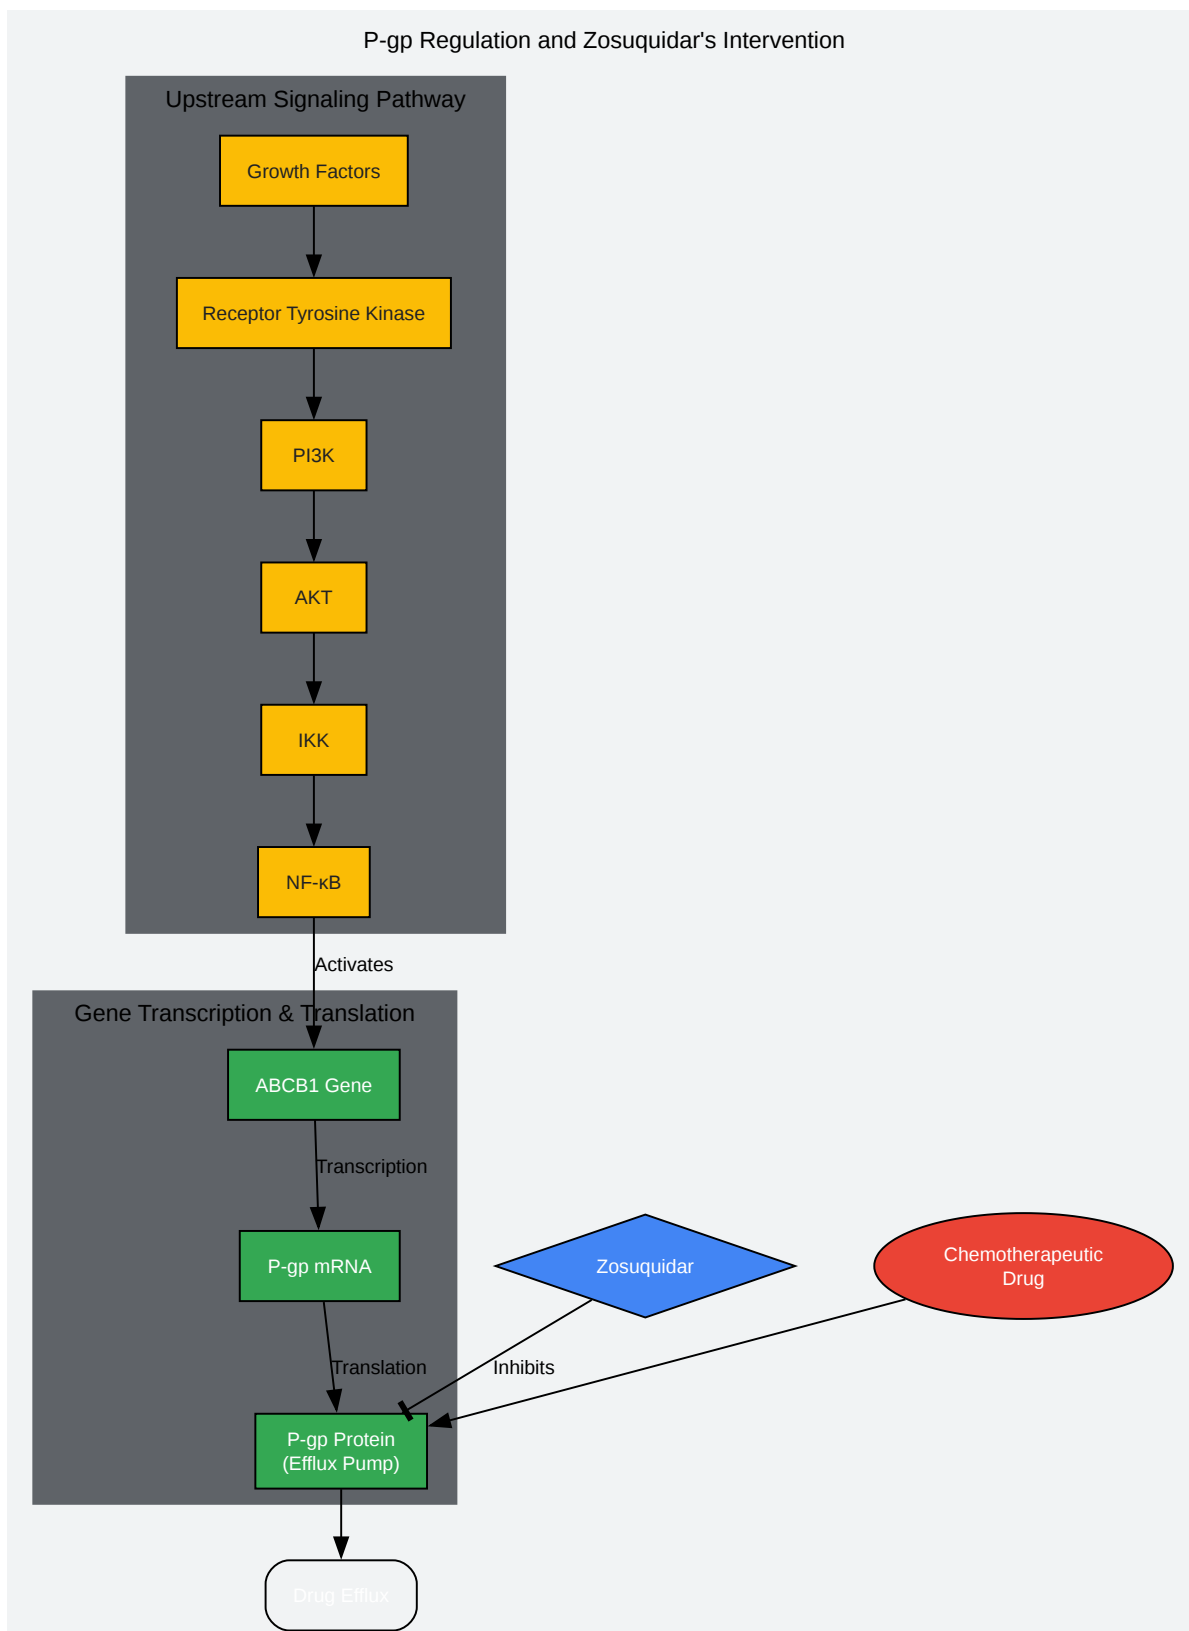 P-gp Regulation and Zosuquidar's Intervention
Upstream Signaling Pathway
Growth Factors
Receptor Tyrosine Kinase
PI3K
AKT
IKK
NF-κB
Activates
Gene Transcription & Translation
ABCB1 Gene
Transcription
P-gp mRNA
Zosuquidar
Chemotherapeutic
Drug
Translation
Inhibits
P-gp Protein
(Efflux Pump)
Drug Efflux